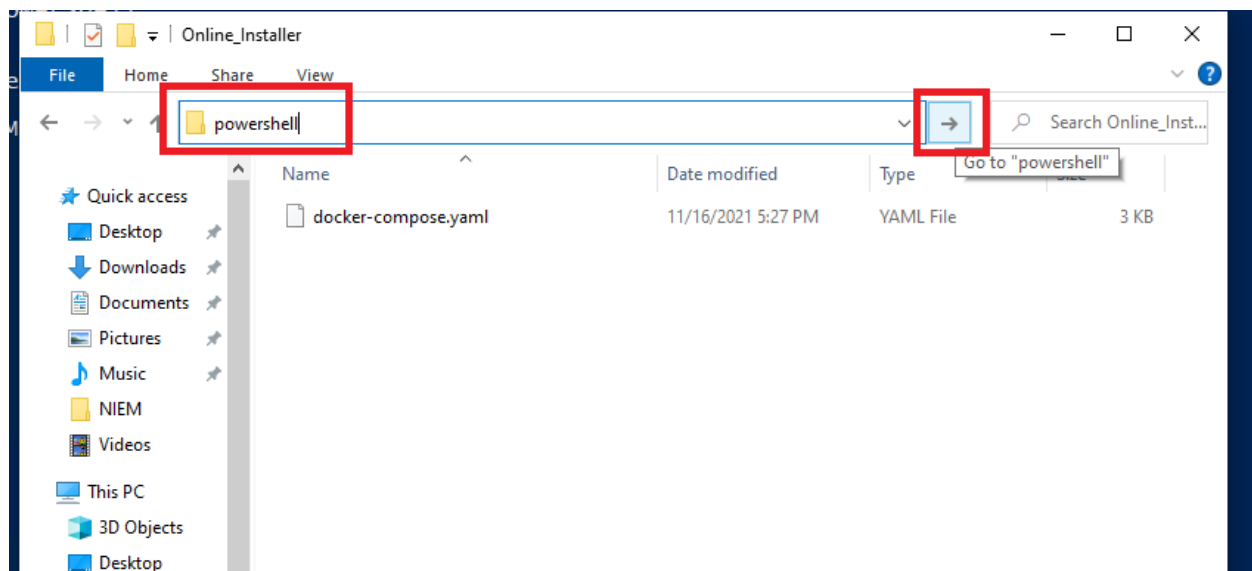 Online_Installer
File Home Share View
powershell
Search Online_Inst...
Go to "powershell"
Name Date modified Type Size
docker-compose.yaml 11/16/2021 5:27 PM YAML File 3 KB
Quick access
Desktop
Downloads
Documents
Pictures
Music
NIEM
Videos
This PC
3D Objects
Desktop